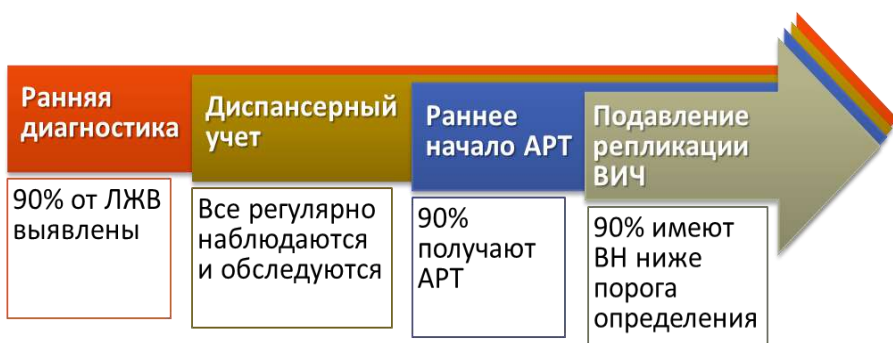 Ранняя
диагностика
Диспансерный
учет
Раннее
начало АРТ
Подавление
репликации
ВИЧ
90% от ЛЖВ
выявлены
Все регулярно
наблюдаются
и обследуются
90%
получают
АРТ
90% имеют
ВН ниже
порога
определения